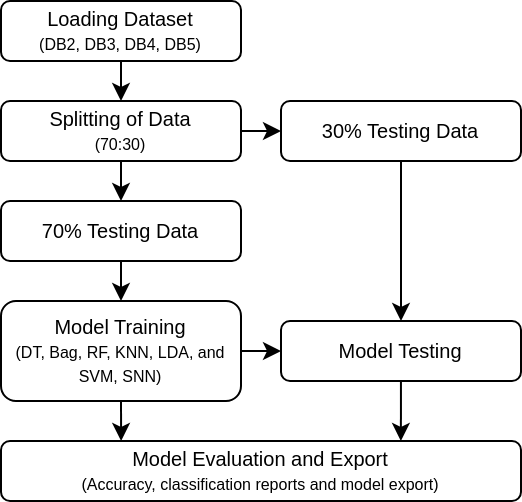 Loading Dataset
(DB2, DB3, DB4, DB5)
Splitting of Data
(70:30)
30% Testing Data
70% Testing Data
Model Training
(DT, Bag, RF, KNN, LDA, and
SVM, SNN)
Model Testing
Model Evaluation and Export
(Accuracy, classification reports and model export)